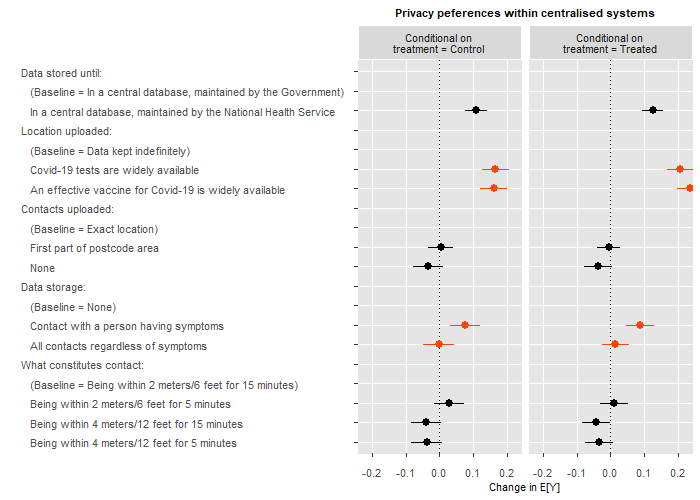 Privacy peferences within centralised systems
Conditional on
treatment = Control
Conditional on
treatment = Treated
Data stored until:
(Baseline = In a central database, maintained by the Government)
In a central database, maintained by the National Health Service
Location uploaded:
(Baseline = Data kept indefinitely)
Covid-19 tests are widely available
An effective vaccine for Covid-19 is widely available
Contacts uploaded:
(Baseline = Exact location)
First part of postcode area
None
Data storage:
(Baseline = None)
Contact with a person having symptoms
All contacts regardless of symptoms
What constitutes contact:
(Baseline = Being within 2 meters/6 feet for 15 minutes)
Being within 2 meters/6 feet for 5 minutes
Being within 4 meters/12 feet for 15 minutes
Being within 4 meters/12 feet for 5 minutes
-0.2 -0.1 0.0 0.1 0.2
-0.2 -0.1 0.0 0.1 0.2
Change in E[Y]